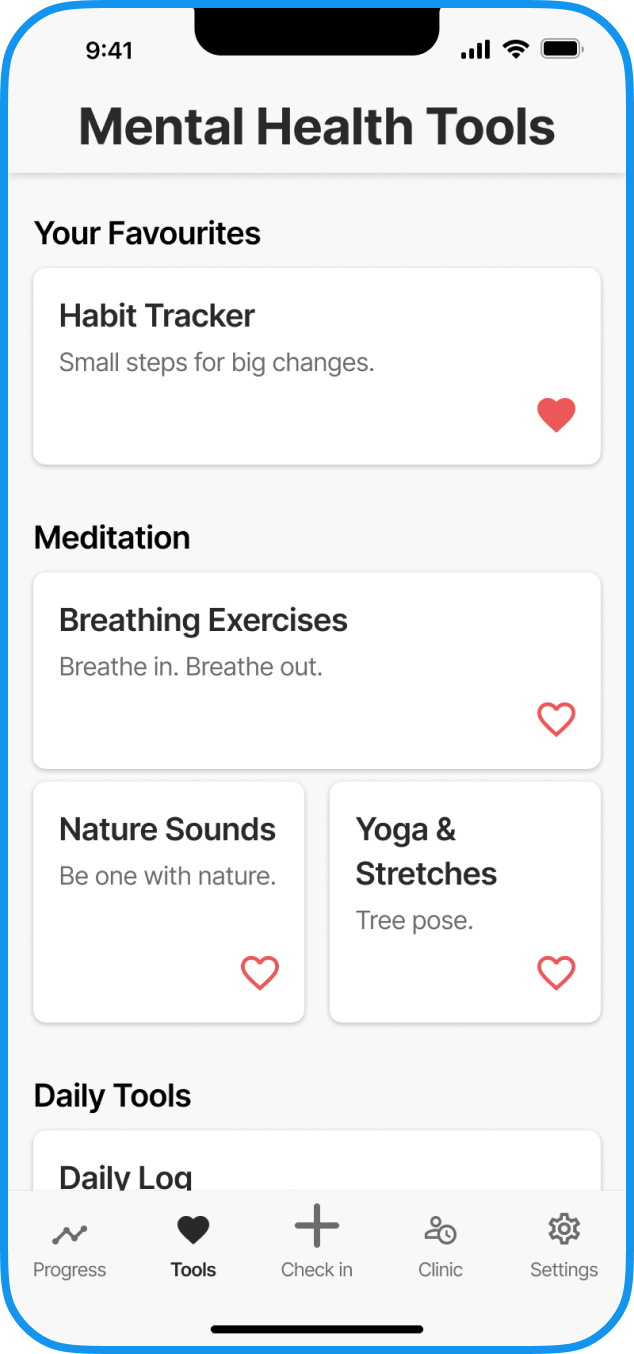 9:41
Mental Health Tools
Your Favourites
Habit Tracker
Small steps for big changes.
Meditation
Breathing Exercises
Breathe in. Breathe out.
Nature Sounds
Be one with nature.
Yoga &
Stretches
Tree pose.
Daily Tools
Daily Log
Progress
Tools
Check in
Clinic
Settings